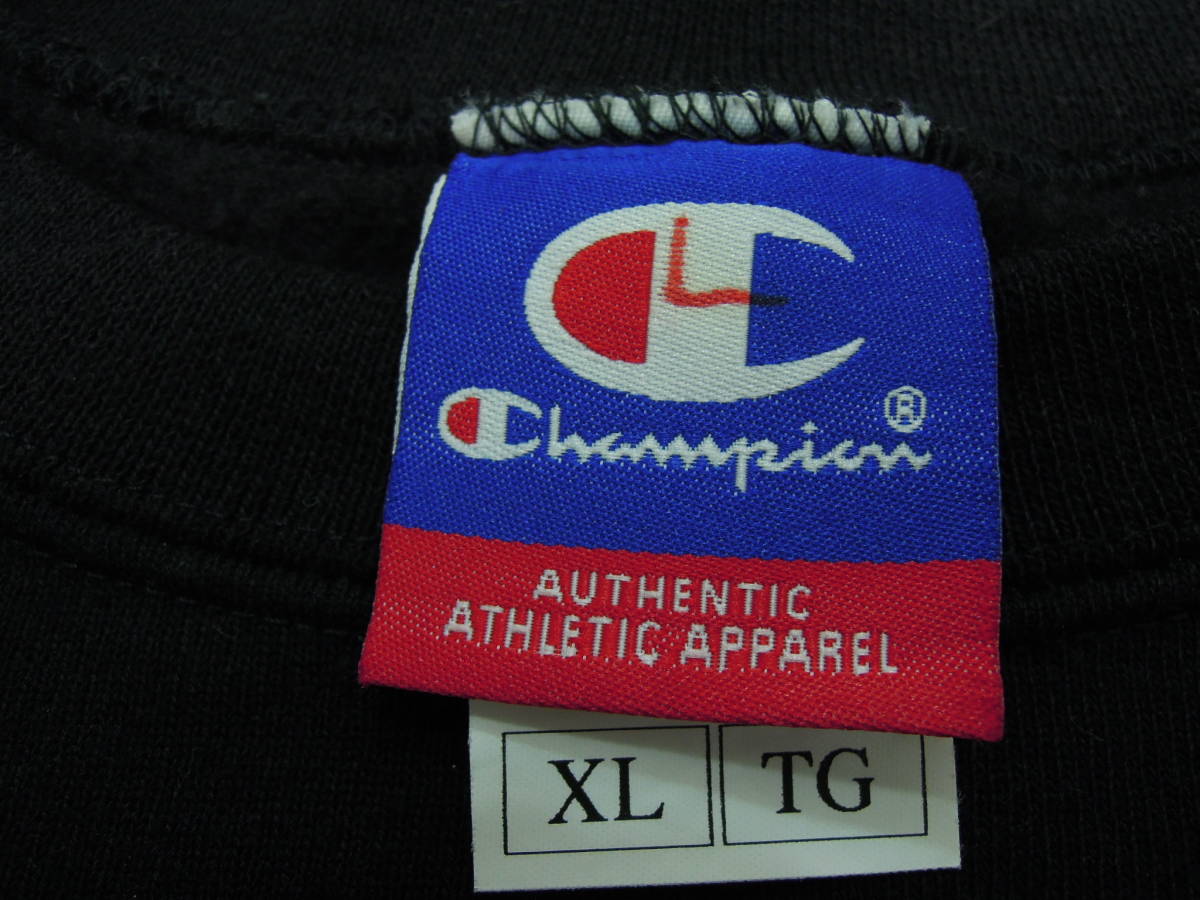 Champion®
AUTHENTIC
ATHLETIC APPAREL
XL TG